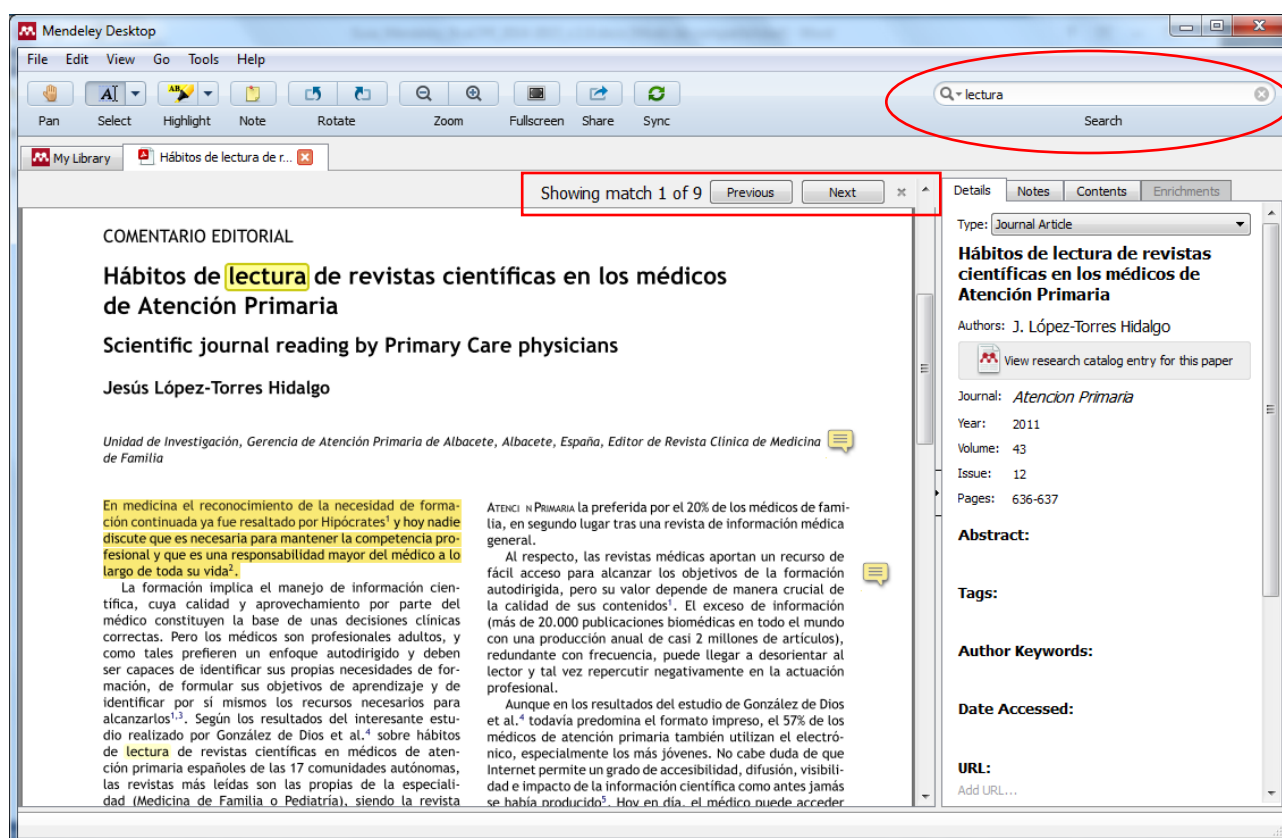 Mendeley Desktop
File Edit View Go Tools Help
Pan Select Highlight Note Rotate Zoom Fullscreen Share Sync
lectura
Search
My Library Hábitos de lectura de r...
Showing match 1 of 9 Previous Next
COMENTARIO EDITORIAL
Hábitos de lectura de revistas científicas en los médicos
de Atención Primaria
Scientific journal reading by Primary Care physicians
Jesús López-Torres Hidalgo
Unidad de Investigación, Gerencia de Atención Primaria de Albacete, Albacete, España, Editor de Revista Clínica de Medicina
de Familia
En medicina el reconocimiento de la necesidad de forma-
ción continuada ya fue resaltado por Hipócrates1 y hoy nadie
discute que es necesaria para mantener la competencia pro-
fesional y que es una responsabilidad mayor del médico a lo
largo de toda su vida2.
La formación implica el manejo de información cien-
tífica, cuya calidad y aprovechamiento por parte del
médico constituyen la base de unas decisiones clínicas
correctas. Pero los médicos son profesionales adultos, y
como tales prefieren un enfoque autodirigido y deben
ser capaces de identificar sus propias necesidades de for-
mación, de formular sus objetivos de aprendizaje y de
identificar por sí mismos los recursos necesarios para
alcanzarlos1,3. Según los resultados del interesante estu-
dio realizado por González de Dios et al.4 sobre hábitos
de lectura de revistas científicas en médicos de aten-
ción primaria españoles de las 17 comunidades autónomas,
las revistas más leídas son las propias de la especiali-
dad (Medicina de Familia o Pediatría), siendo la revista
ATENCI N PRIMARIA la preferida por el 20% de los médicos de fami-
lia, en segundo lugar tras una revista de información médica
general.
Al respecto, las revistas médicas aportan un recurso de
fácil acceso para alcanzar los objetivos de la formación
autodirigida, pero su valor depende de manera crucial de
la calidad de sus contenidos1. El exceso de información
(más de 20.000 publicaciones biomédicas en todo el mundo
con una producción anual de casi 2 millones de artículos),
redundante con frecuencia, puede llegar a desorientar al
lector y tal vez repercutir negativamente en la actuación
profesional.
Aunque en los resultados del estudio de González de Dios
et al.4 todavía predomina el formato impreso, el 57% de los
médicos de atención primaria también utilizan el electró-
nico, especialmente los más jóvenes. No cabe duda de que
Internet permite un grado de accesibilidad, difusión, visibili-
dad e impacto de la información científica como antes jamás
se había producido5. Hoy en día, el médico puede acceder
Details Notes Contents Enrichments
Type: Journal Article
Hábitos de lectura de revistas
científicas en los médicos de
Atención Primaria
Authors: J. López-Torres Hidalgo
View research catalog entry for this paper
Journal: Atencion Primaria
Year: 2011
Volume: 43
Issue: 12
Pages: 636-637
Abstract:
Tags:
Author Keywords:
Date Accessed:
URL:
Add URL...